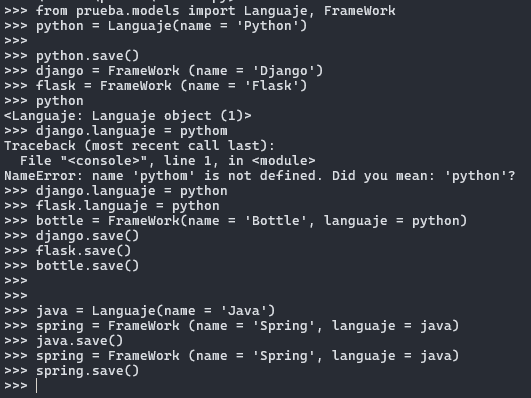 >>> from prueba.models import Languaje, FrameWork
>>> python = Languaje(name = 'Python')
>>>
>>> python.save()
>>> django = FrameWork (name = 'Django')
>>> flask = FrameWork (name = 'Flask')
>>> python
<Languaje: Languaje object (1)>
>>> django.languaje = pythom
Traceback (most recent call last):
  File "<console>", line 1, in <module>
NameError: name 'pythom' is not defined. Did you mean: 'python'?
>>> django.languaje = python
>>> flask.languaje = python
>>> bottle = FrameWork(name = 'Bottle', languaje = python)
>>> django.save()
>>> flask.save()
>>> bottle.save()
>>>
>>>
>>> java = Languaje(name = 'Java')
>>> spring = FrameWork (name = 'Spring', languaje = java)
>>> java.save()
>>> spring = FrameWork (name = 'Spring', languaje = java)
>>> spring.save()
>>>